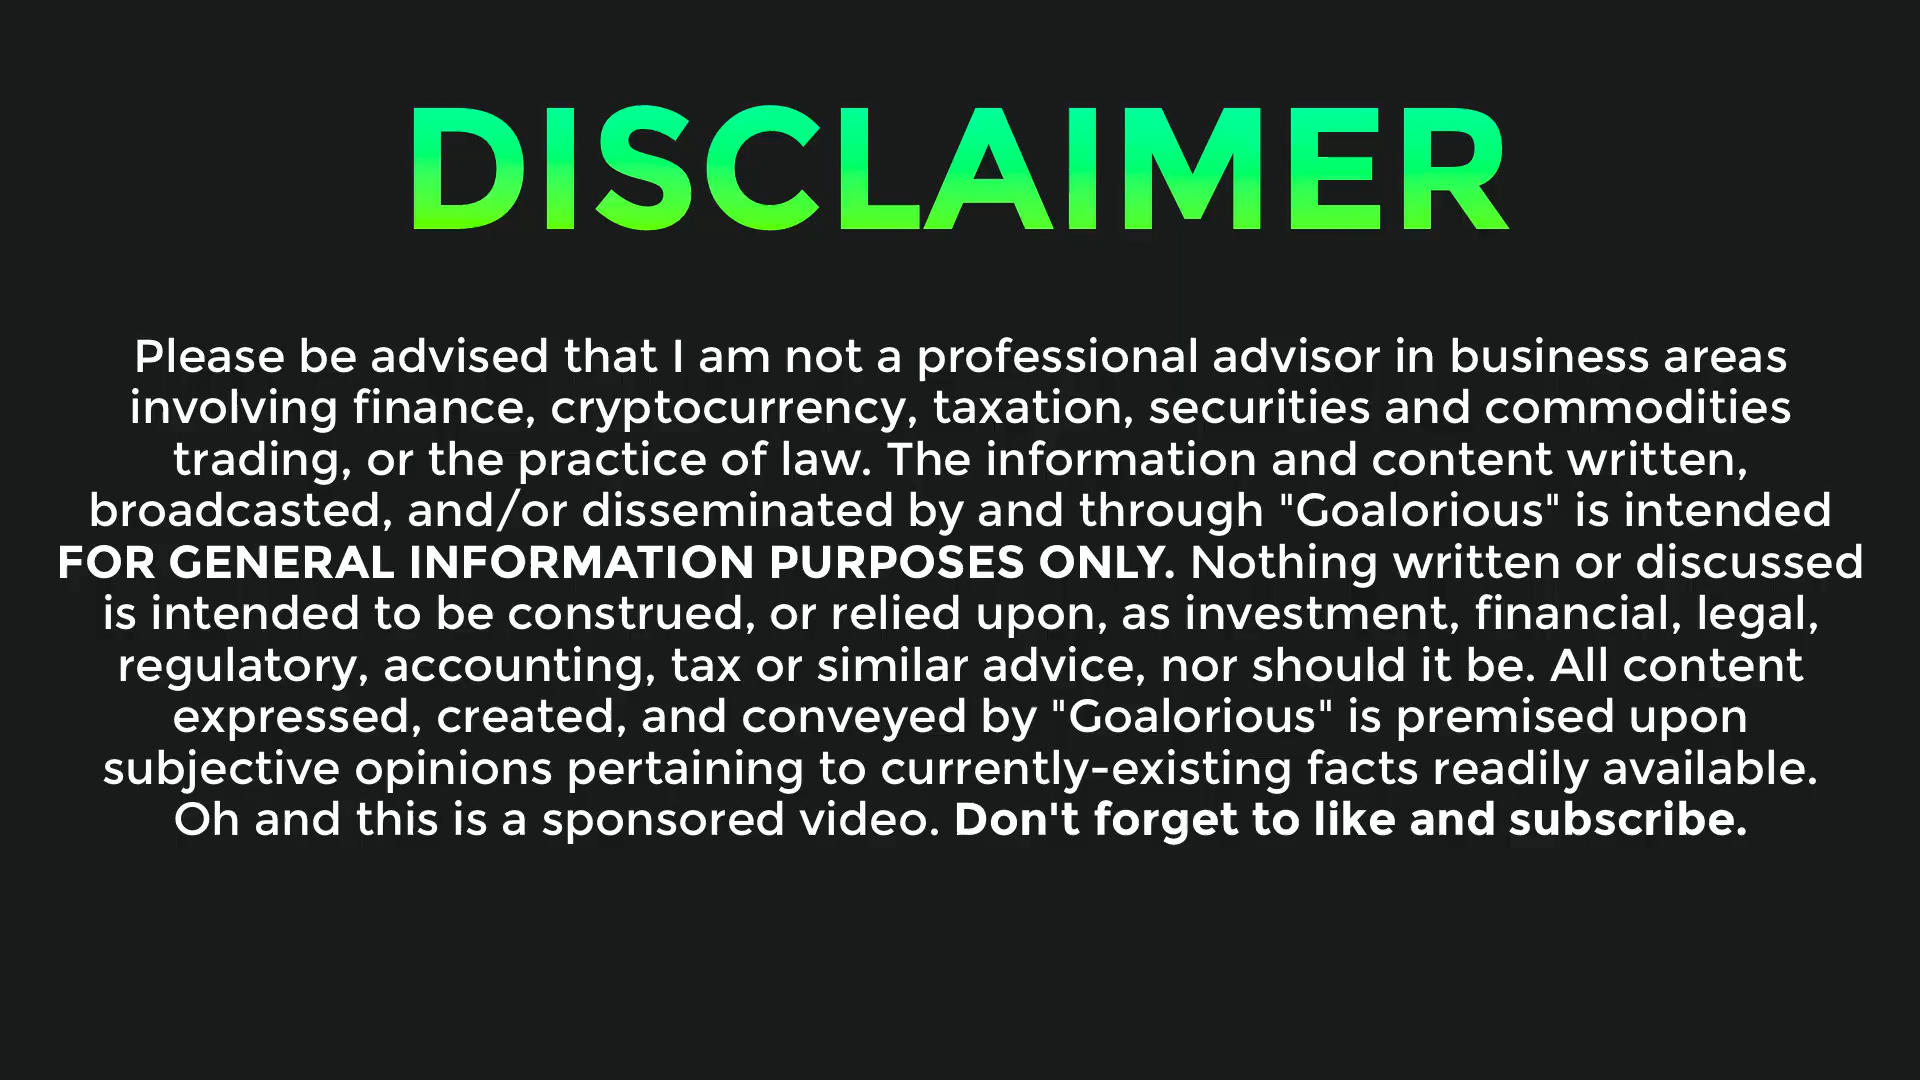 DISCLAIMER
Please be advised that I am not a professional advisor in business areas
involving finance, cryptocurrency, taxation, securities and commodities
trading, or the practice of law. The information and content written,
broadcasted, and/or disseminated by and through "Goalorious" is intended
FOR GENERAL INFORMATION PURPOSES ONLY. Nothing written or discussed
is intended to be construed, or relied upon, as investment, financial, legal,
regulatory, accounting, tax or similar advice, nor should it be. All content
expressed, created, and conveyed by "Goalorious" is premised upon
subjective opinions pertaining to currently-existing facts readily available.
Oh and this is a sponsored video. Don't forget to like and subscribe.